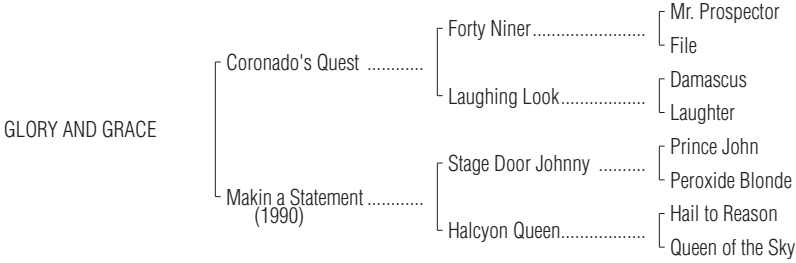 Mr. Prospector
Forty Niner........................
File
Coronado's Quest ............
Damascus
Laughing Look..................
Laughter
GLORY AND GRACE
Prince John
Stage Door Johnny ..........
Peroxide Blonde
Makin a Statement ............
(1990)
Hail to Reason
Halcyon Queen..................
Queen of the Sky